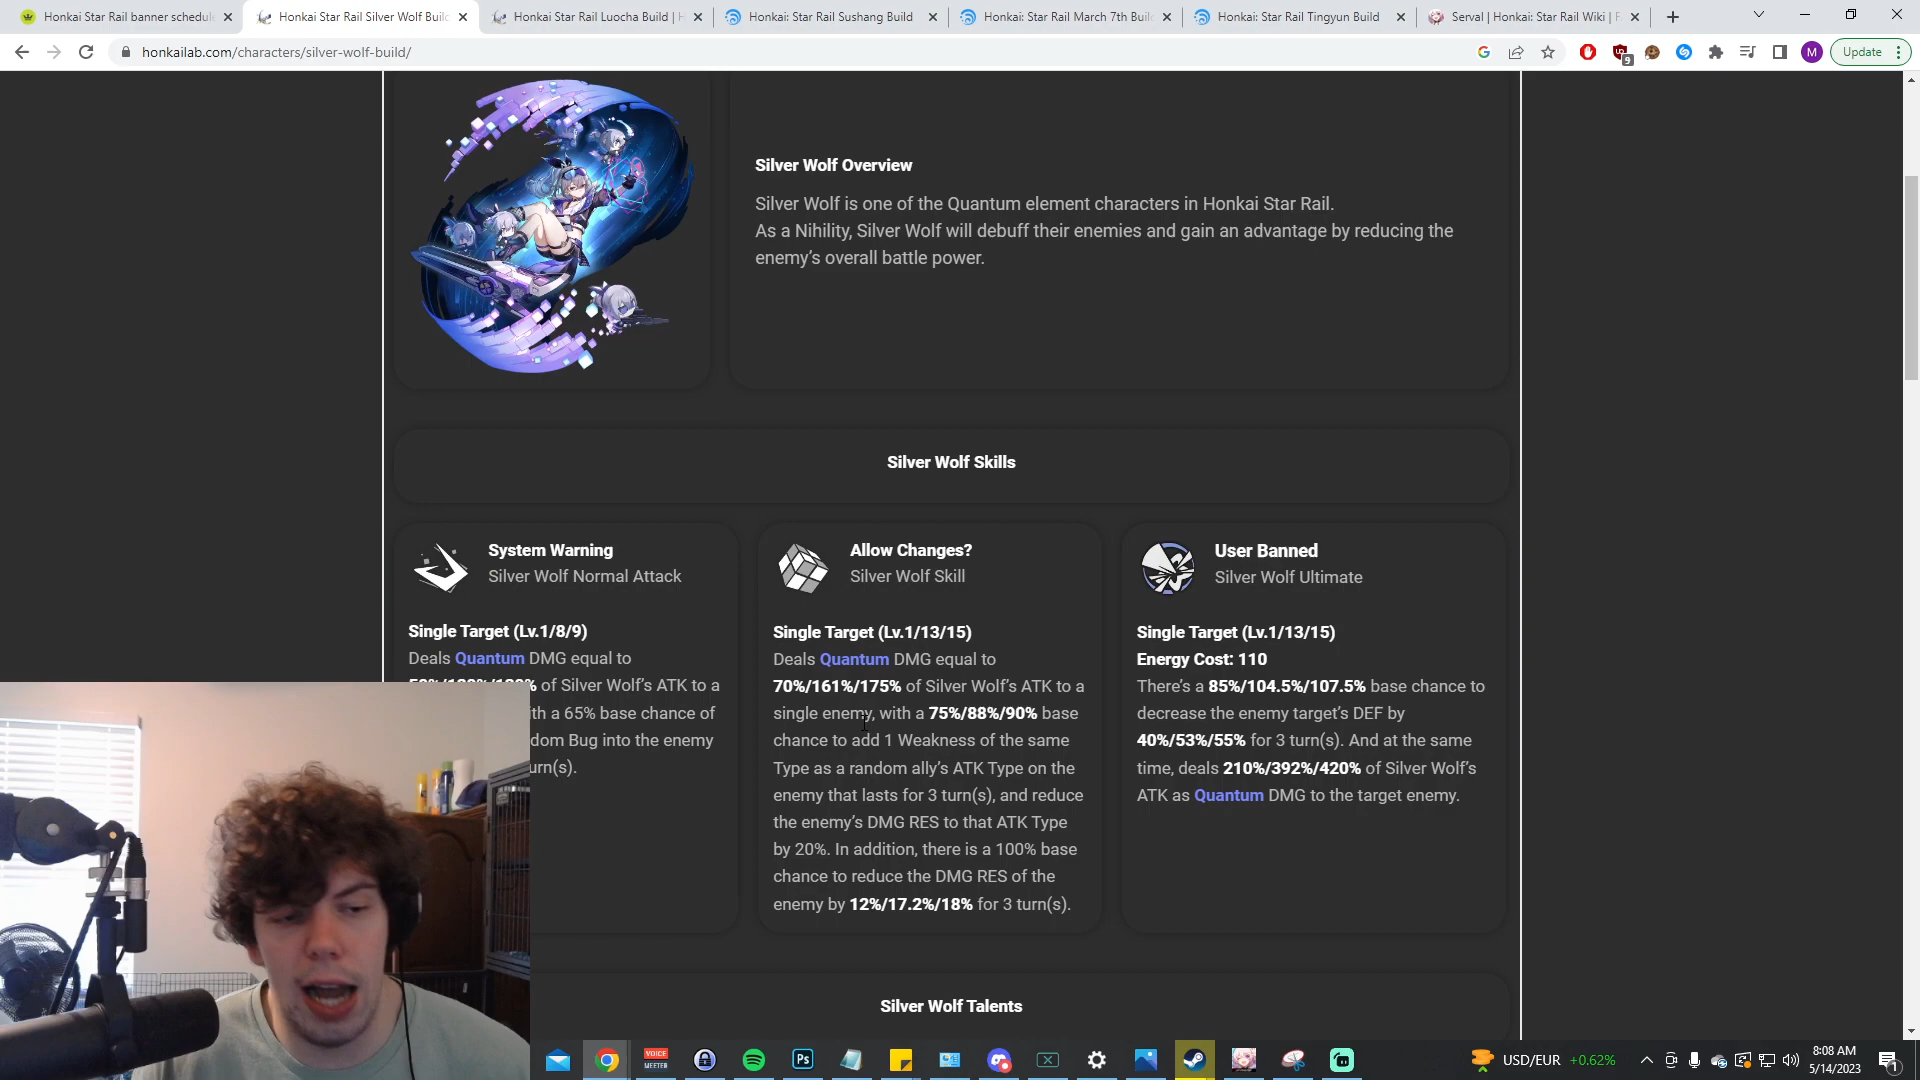 Honkai Star Rail banner schedul
Honkai Star Rail Silver Wolf Buil
Honkai Star Rail Luocha Build | H
Honkai: Star Rail Sushang Build
Honkai: Star Rail March 7th Buil
Honkai: Star Rail Tingyun Build
Serval | Honkai: Star Rail Wiki | F
honkailab.com/characters/silver-wolf-build/
9
M
Update
Silver Wolf Overview
Silver Wolf is one of the Quantum element characters in Honkai Star Rail.
As a Nihility, Silver Wolf will debuff their enemies and gain an advantage by reducing the
enemy's overall battle power.
Silver Wolf Skills
System Warning
Silver Wolf Normal Attack
Single Target (Lv.1/8/9)
Deals Quantum DMG equal to
of Silver Wolf's ATK to a
ith a 65% base chance of
dom Bug into the enemy
urn(s).
Allow Changes?
Silver Wolf Skill
Single Target (Lv.1/13/15)
Deals Quantum DMG equal to
70%/161%/175% of Silver Wolf's ATK to a
single enemy, with a 75%/88%/90% base
chance to add 1 Weakness of the same
Type as a random ally's ATK Type on the
enemy that lasts for 3 turn(s), and reduce
the enemy's DMG RES to that ATK Type
by 20%. In addition, there is a 100% base
chance to reduce the DMG RES of the
enemy by 12%/17.2%/18% for 3 turn(s).
User Banned
Silver Wolf Ultimate
Single Target (Lv.1/13/15)
Energy Cost: 110
There's a 85%/104.5%/107.5% base chance to
decrease the enemy target's DEF by
40%/53%/55% for 3 turn(s). And at the same
time, deals 210%/392%/420% of Silver Wolf's
ATK as Quantum DMG to the target enemy.
Silver Wolf Talents
VOICE
MEETER
Ps
USD/EUR +0.62%
8:08 AM
5/14/2023
1